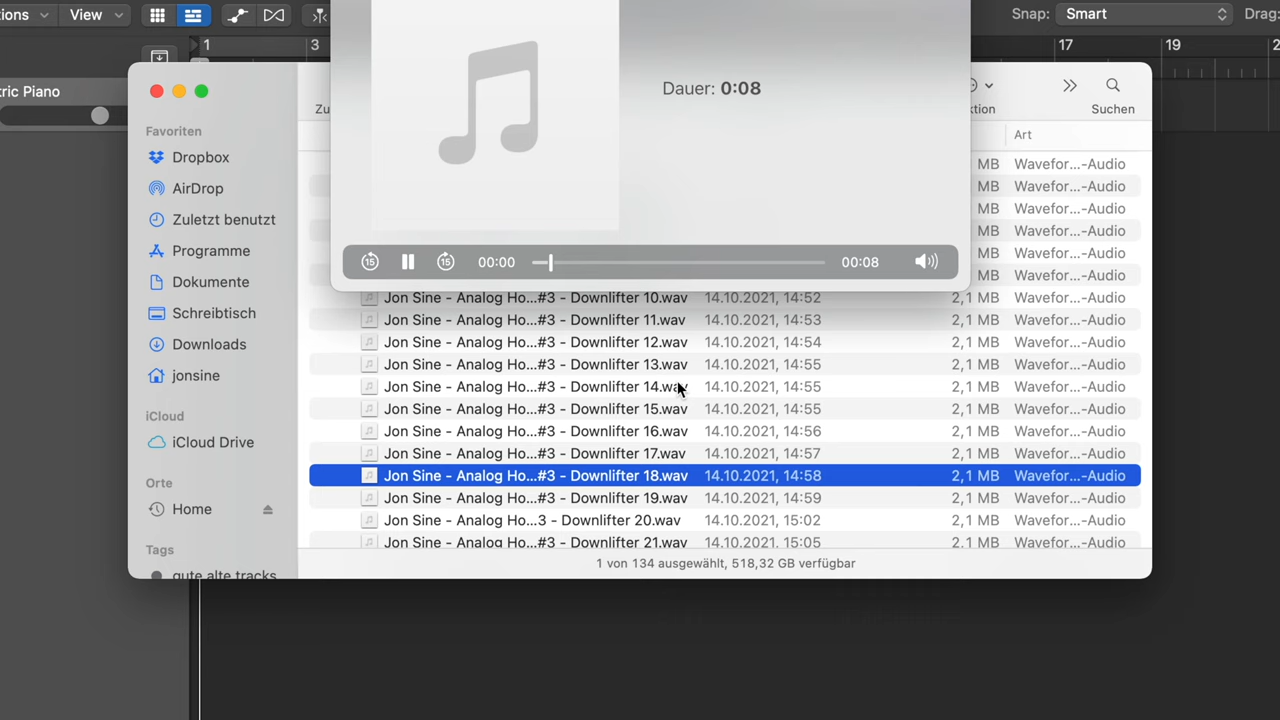 ions View Snap: Smart Drag:
1 3 17 19 2
tric Piano
Dauer: 0:08
Zu
ktion Suchen
Art
15 15 00:00 00:08
Favoriten
Dropbox
AirDrop
Zuletzt benutzt
Programme
Dokumente
Schreibtisch
Downloads
jonsine
iCloud
iCloud Drive
Orte
Home
Tags
gute alte tracks
MB Wavefor...-Audio
MB Wavefor...-Audio
MB Wavefor...-Audio
MB Wavefor...-Audio
MB Wavefor...-Audio
MB Wavefor...-Audio
Jon Sine - Analog Ho...#3 - Downlifter 10.wav 14.10.2021, 14:52 2,1 MB Wavefor...-Audio
Jon Sine - Analog Ho...#3 - Downlifter 11.wav 14.10.2021, 14:53 2,1 MB Wavefor...-Audio
Jon Sine - Analog Ho...#3 - Downlifter 12.wav 14.10.2021, 14:54 2,1 MB Wavefor...-Audio
Jon Sine - Analog Ho...#3 - Downlifter 13.wav 14.10.2021, 14:55 2,1 MB Wavefor...-Audio
Jon Sine - Analog Ho...#3 - Downlifter 14.wav 14.10.2021, 14:55 2,1 MB Wavefor...-Audio
Jon Sine - Analog Ho...#3 - Downlifter 15.wav 14.10.2021, 14:55 2,1 MB Wavefor...-Audio
Jon Sine - Analog Ho...#3 - Downlifter 16.wav 14.10.2021, 14:56 2,1 MB Wavefor...-Audio
Jon Sine - Analog Ho...#3 - Downlifter 17.wav 14.10.2021, 14:57 2,1 MB Wavefor...-Audio
Jon Sine - Analog Ho...#3 - Downlifter 18.wav 14.10.2021, 14:58 2,1 MB Wavefor...-Audio
Jon Sine - Analog Ho...#3 - Downlifter 19.wav 14.10.2021, 14:59 2,1 MB Wavefor...-Audio
Jon Sine - Analog Ho...3 - Downlifter 20.wav 14.10.2021, 15:02 2,1 MB Wavefor...-Audio
Jon Sine - Analog Ho...#3 - Downlifter 21.wav 14.10.2021, 15:05 2,1 MB Wavefor...-Audio
1 von 134 ausgewählt, 518,32 GB verfügbar